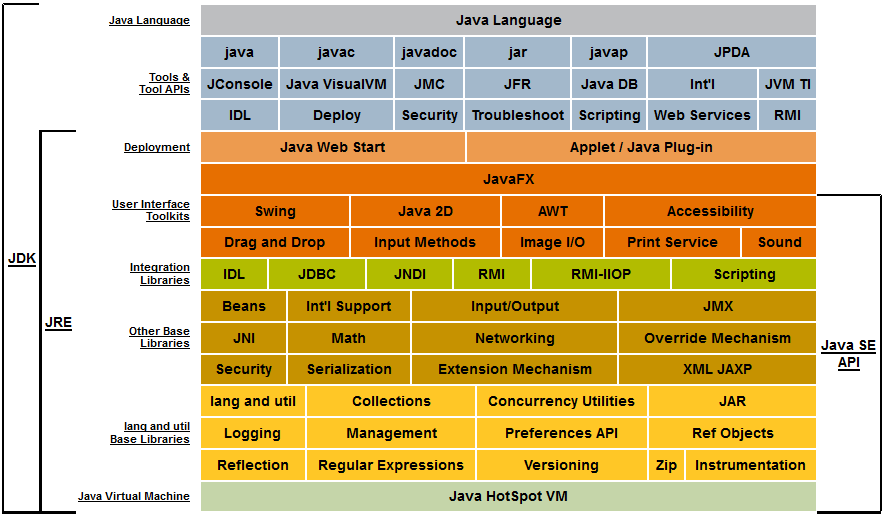 Java Language Java Language
java javac javadoc jar javap JPDA
Tools &
Tool APIs
JConsole Java VisualVM JMC JFR Java DB Int'l JVM TI
IDL Deploy Security Troubleshoot Scripting Web Services RMI
Deployment Java Web Start Applet / Java Plug-in
JavaFX
User Interface
Toolkits
Swing Java 2D AWT Accessibility
Drag and Drop Input Methods Image I/O Print Service Sound
JDK
Integration
Libraries
IDL JDBC JNDI RMI RMI-IIOP Scripting
Beans Int'l Support Input/Output JMX
JRE
Other Base
Libraries
JNI Math Networking Override Mechanism
Java SE
API
Security Serialization Extension Mechanism XML JAXP
lang and util Collections Concurrency Utilities JAR
lang and util
Base Libraries
Logging Management Preferences API Ref Objects
Reflection Regular Expressions Versioning Zip Instrumentation
Java Virtual Machine Java HotSpot VM